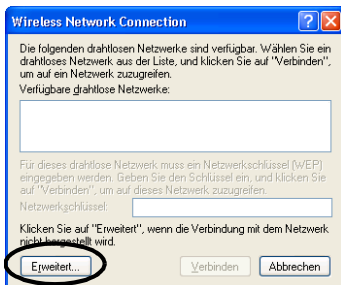 Wireless Network Connection
Die folgenden drahtlosen Netzwerke sind verfügbar. Wählen Sie ein
drahtloses Netzwerk aus der Liste, und klicken Sie auf "Verbinden",
um auf ein Netzwerk zuzugreifen.
Verfügbare drahtlose Netzwerke:
Für dieses drahtlose Netzwerk muss ein Netzwerkschlüssel (WEP)
eingegeben werden. Geben Sie den Schlüssel ein, und klicken Sie
auf "Verbinden", um auf dieses Netzwerk zuzugreifen.
Netzwerkschlüssel:
Klicken Sie auf "Erweitert", wenn die Verbindung mit dem Netzwerk
nicht hergestellt wird.
Erweitert... Verbinden Abbrechen